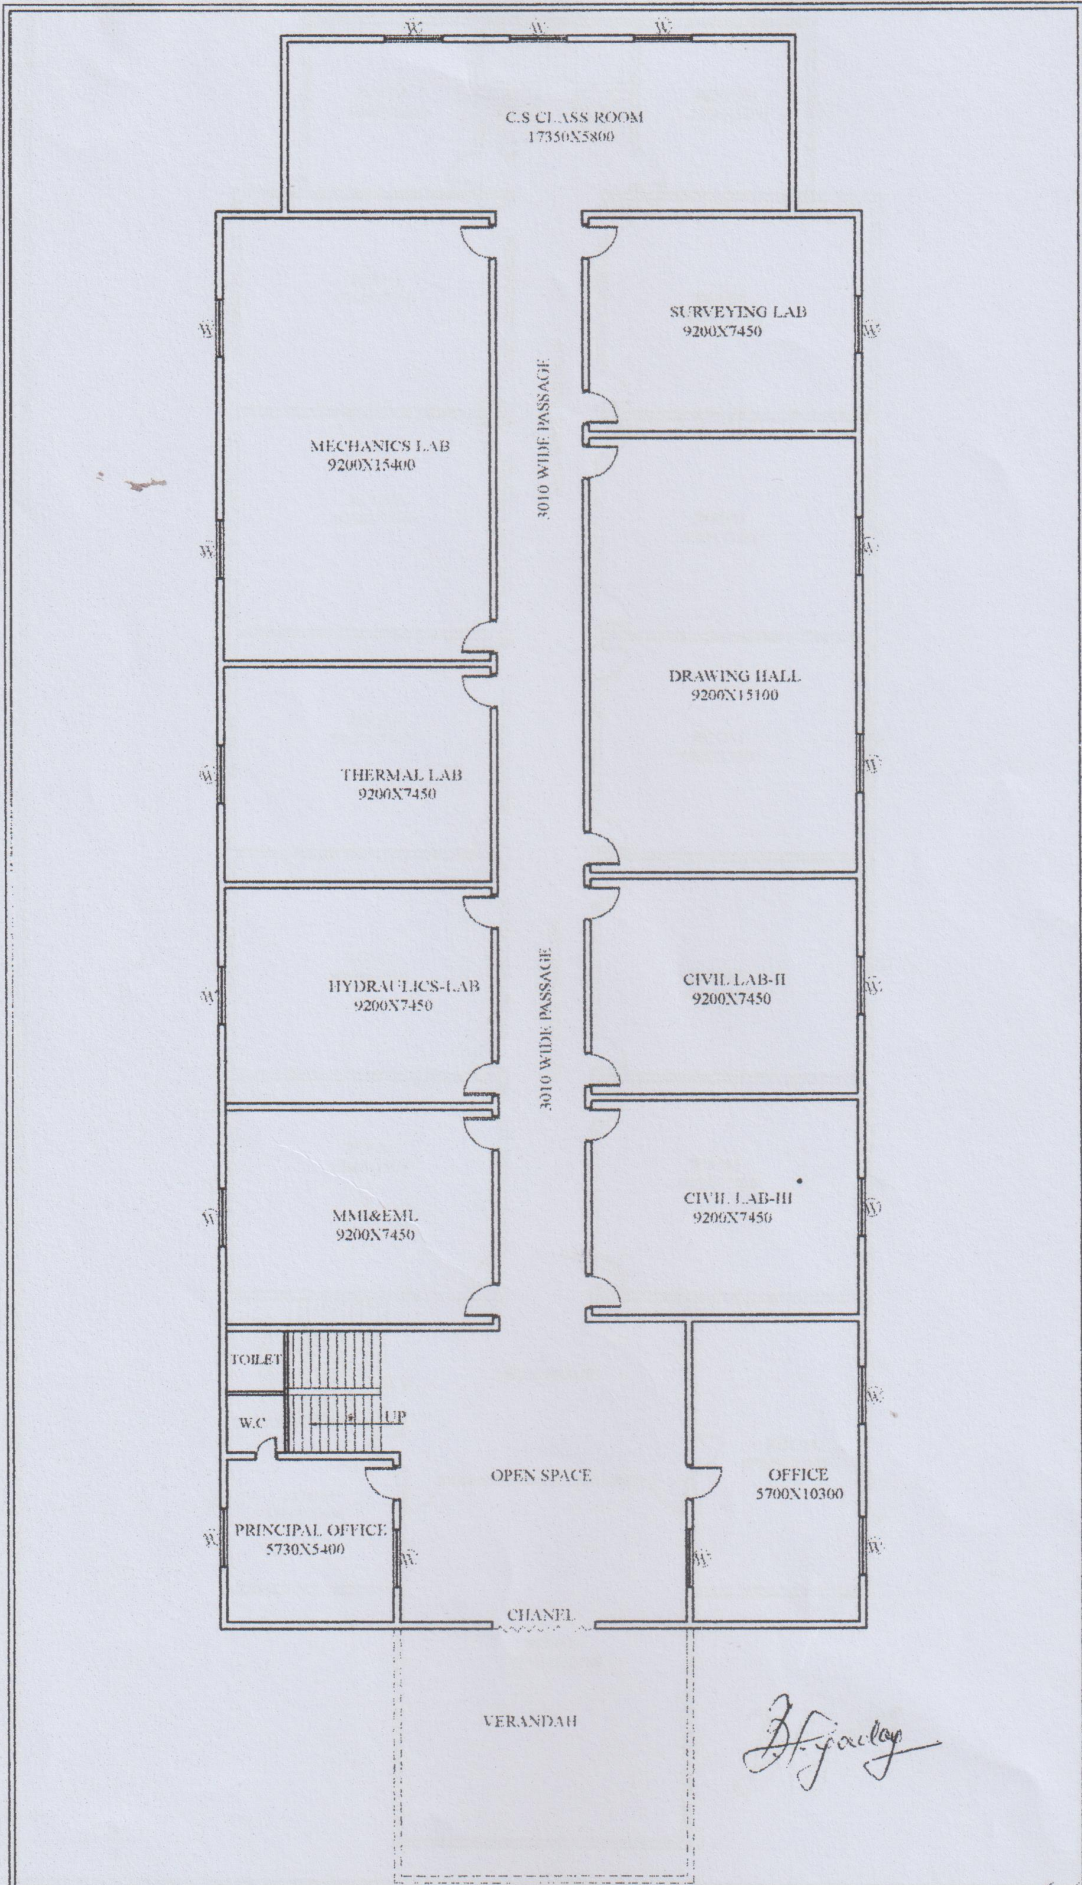 W W W
C.S CLASS ROOM
17350X5800
SURVEYING LAB
9200X7450
W
W
3010 WIDE PASSAGE
MECHANICS LAB
9200X15400
W
W
DRAWING HALL
9200X15100
THERMAL LAB
9200X7450
W
W
HYDRAULICS-LAB
9200X7450
3010 WIDE PASSAGE
CIVIL LAB-II
9200X7450
W
W
MMI&EML
9200X7450
CIVIL LAB-III
9200X7450
W
W
TOILET
W.C
UP
W
OPEN SPACE
OFFICE
5700X10300
PRINCIPAL OFFICE
5730X5400
W
W
W
W
CHANEL
VERANDAH